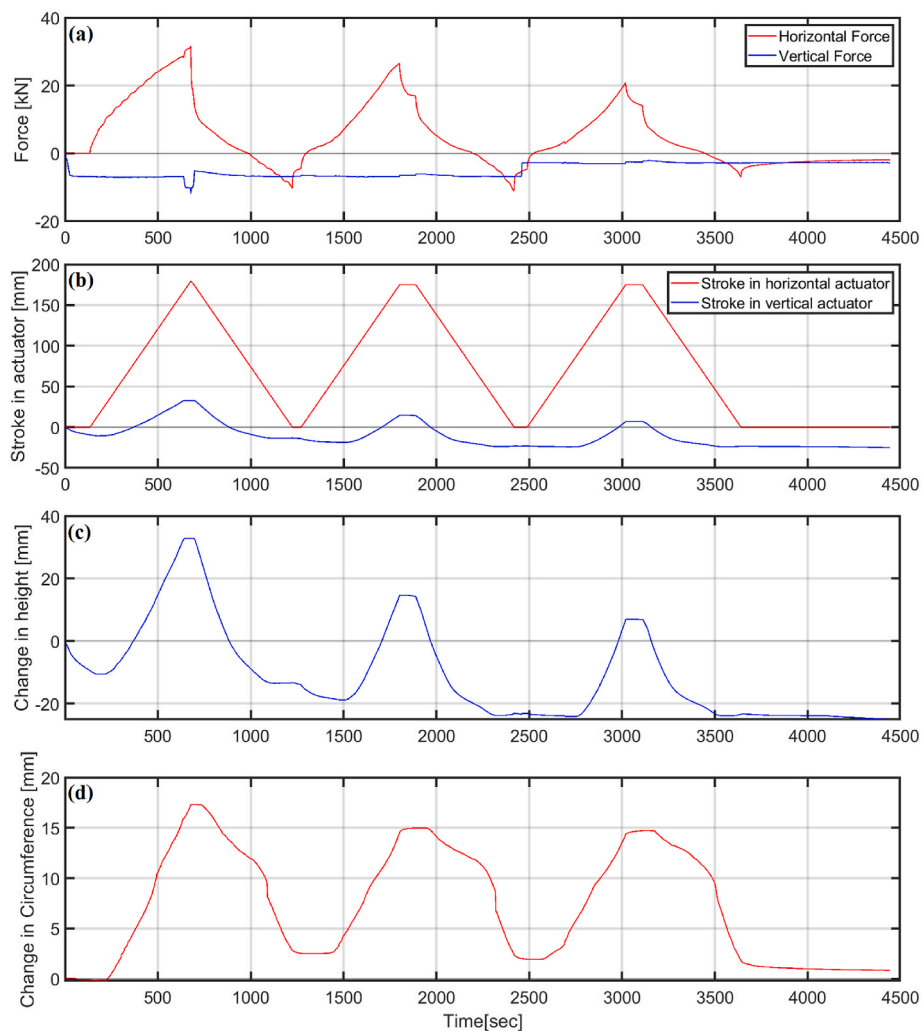 (a)
Force [kN]
40
20
0
-20
Horizontal Force
Vertical Force
0 500 1000 1500 2000 2500 3000 3500 4000 4500
(b)
Stroke in actuator [mm]
200
150
100
50
0
-50
Stroke in horizontal actuator
Stroke in vertical actuator
0 500 1000 1500 2000 2500 3000 3500 4000 4500
(c)
Change in height [mm]
20
0
-20
500 1000 1500 2000 2500 3000 3500 4000 4500
(d)
Change in Circumference [mm]
20
15
10
5
0
500 1000 1500 2000 2500 3000 3500 4000 4500
Time[sec]